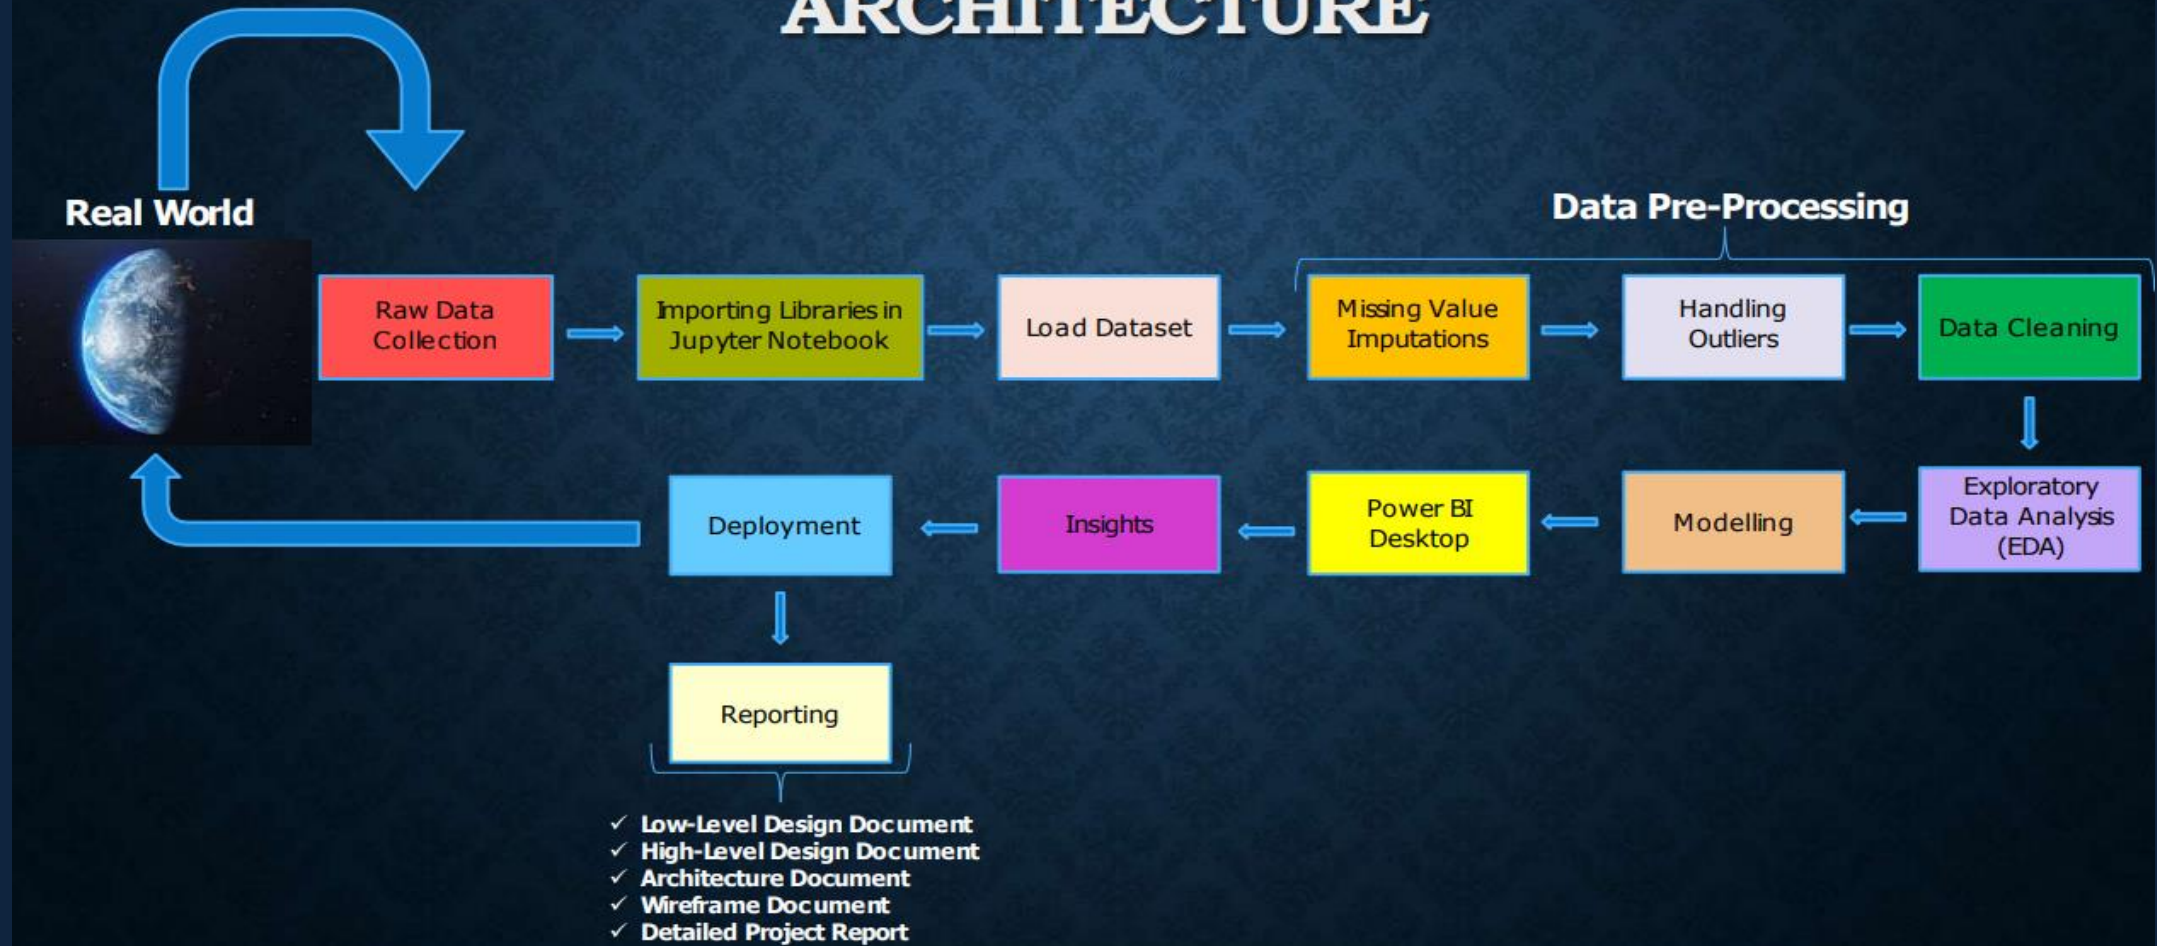 ARCHITECTURE
Real World
Data Pre-Processing
Raw Data
Collection
Importing Libraries in
Jupyter Notebook
Load Dataset
Missing Value
Imputations
Handling
Outliers
Data Cleaning
Exploratory
Data Analysis
(EDA)
Modelling
Power BI
Desktop
Insights
Deployment
Reporting
✓ Low-Level Design Document
✓ High-Level Design Document
✓ Architecture Document
✓ Wireframe Document
✓ Detailed Project Report